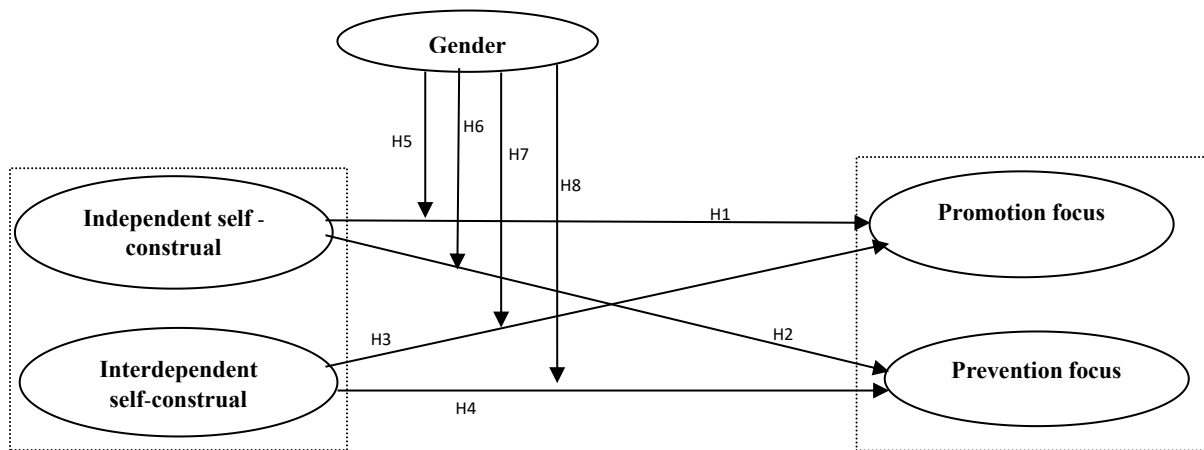 Gender
H5
H6
H7
H8
Independent self -
construal
H1
Promotion focus
Interdependent
self-construal
H3
H2
Prevention focus
H4